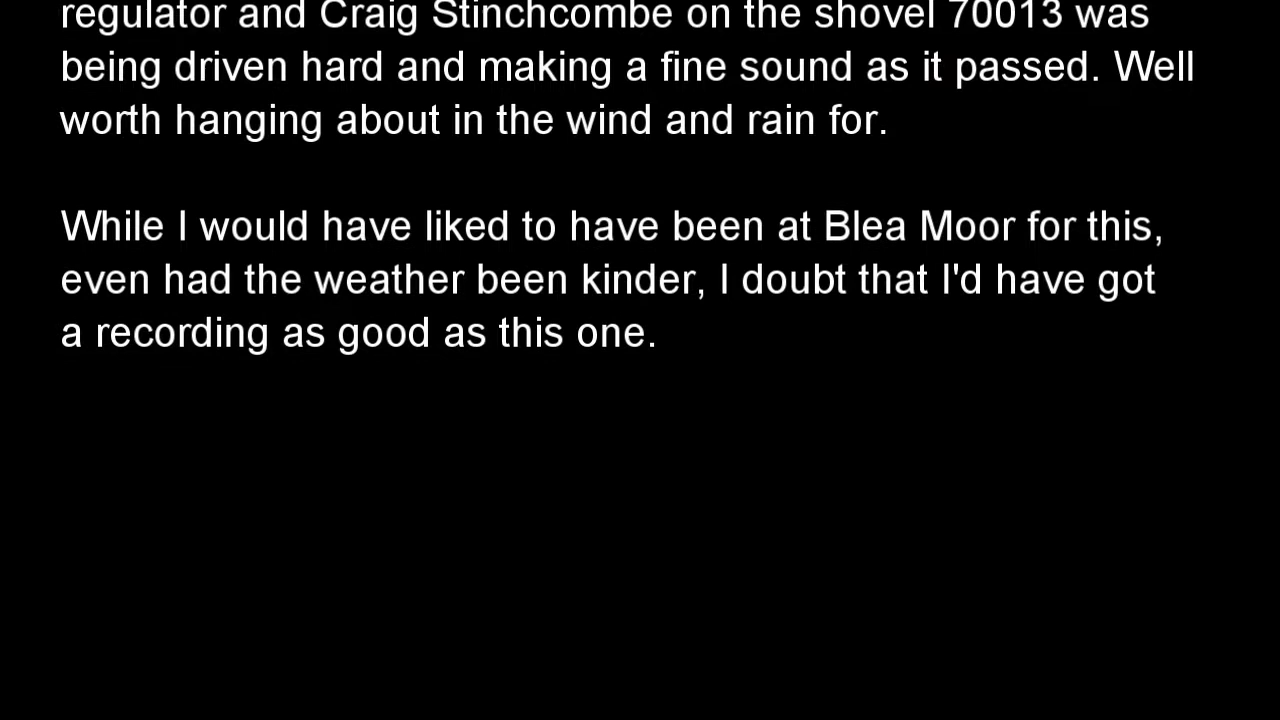 regulator and Craig Stinchcombe on the shovel 70013 was
being driven hard and making a fine sound as it passed. Well
worth hanging about in the wind and rain for.
While I would have liked to have been at Blea Moor for this,
even had the weather been kinder, I doubt that I'd have got
a recording as good as this one.